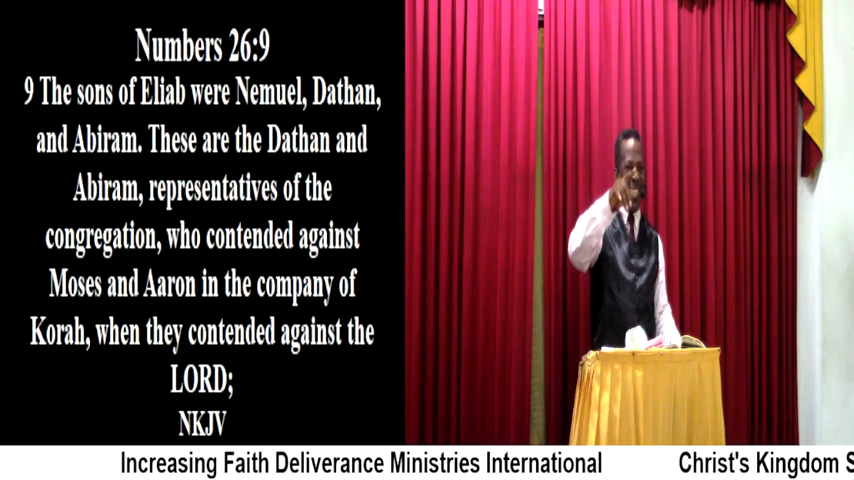 Numbers 26:9
9 The sons of Eliab were Nemuel, Dathan,
and Abiram. These are the Dathan and
Abiram, representatives of the
congregation, who contended against
Moses and Aaron in the company of
Korah, when they contended against the
LORD;
NKJV
Increasing Faith Deliverance Ministries International
Christ's Kingdom